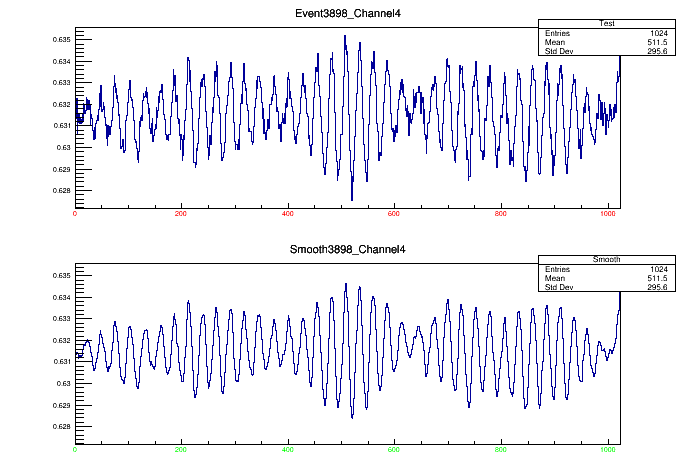 Event3898_Channel4
Test
Entries 1024
Mean 511.5
Std Dev 295.6
0.635
0.634
0.633
0.632
0.631
0.63
0.629
0.628
0 200 400 600 800 1000
Smooth3898_Channel4
Smooth
Entries 1024
Mean 511.5
Std Dev 295.6
0.635
0.634
0.633
0.632
0.631
0.63
0.629
0.628
0 200 400 600 800 1000